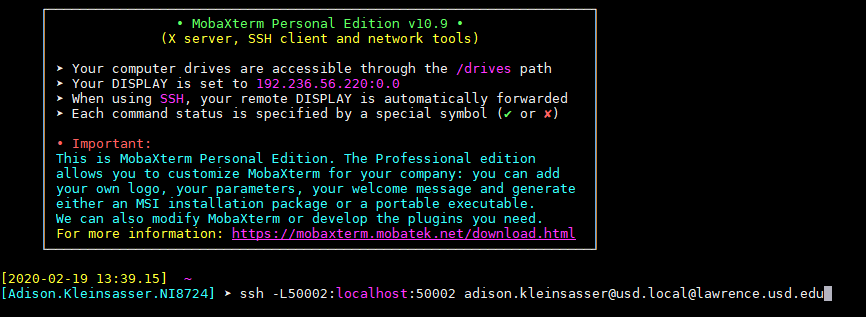 • MobaXterm Personal Edition v10.9 •
(X server, SSH client and network tools)
➤ Your computer drives are accessible through the /drives path
➤ Your DISPLAY is set to 192.236.56.220:0.0
➤ When using SSH, your remote DISPLAY is automatically forwarded
➤ Each command status is specified by a special symbol (✔ or ✘)
• Important:
This is MobaXterm Personal Edition. The Professional edition
allows you to customize MobaXterm for your company: you can add
your own logo, your parameters, your welcome message and generate
either an MSI installation package or a portable executable.
We can also modify MobaXterm or develop the plugins you need.
For more information: https://mobaxterm.mobatek.net/download.html
[2020-02-19 13:39.15]  ~
[Adison.Kleinsasser.NI8724] ➤ ssh -L50002:localhost:50002 adison.kleinsasser@usd.local@lawrence.usd.edu